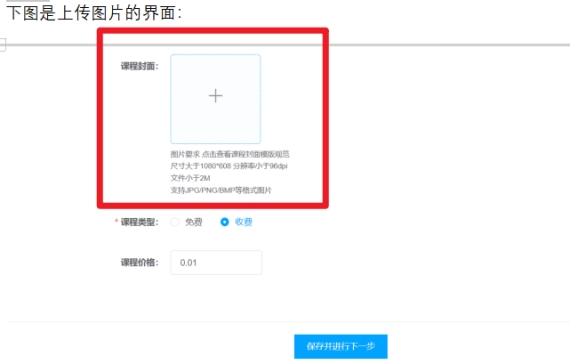 下图是上传图片的界面：
课程封面：
图片要求 点击查看课程封面模版规范
尺寸大于1080*608 分辨率小于96dpi
文件小于2M
支持JPG/PNG/BMP等格式图片
* 课程类型： 免费 收费
课程价格： 0.01
保存并进行下一步